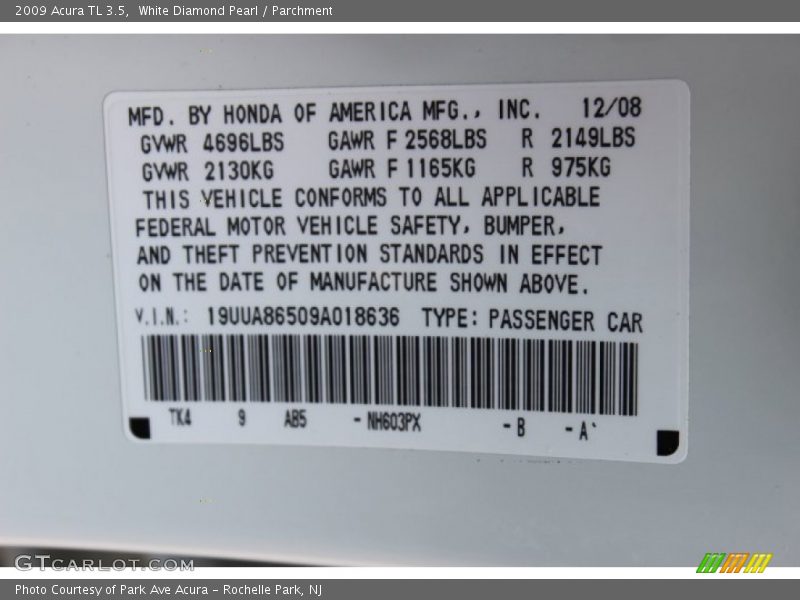 2009 Acura TL 3.5,  White Diamond Pearl / Parchment
MFD. BY HONDA OF AMERICA MFG., INC. 12/08
GVWR 4696LBS GAWR F 2568LBS R 2149LBS
GVWR 2130KG GAWR F 1165KG R 975KG
THIS VEHICLE CONFORMS TO ALL APPLICABLE
FEDERAL MOTOR VEHICLE SAFETY, BUMPER,
AND THEFT PREVENTION STANDARDS IN EFFECT
ON THE DATE OF MANUFACTURE SHOWN ABOVE.
V.I.N.: 19UUA86509A018636 TYPE: PASSENGER CAR
TK4 9 AB5 -NH603PX -B -A
GTCARLOT.COM
Photo Courtesy of Park Ave Acura - Rochelle Park, NJ